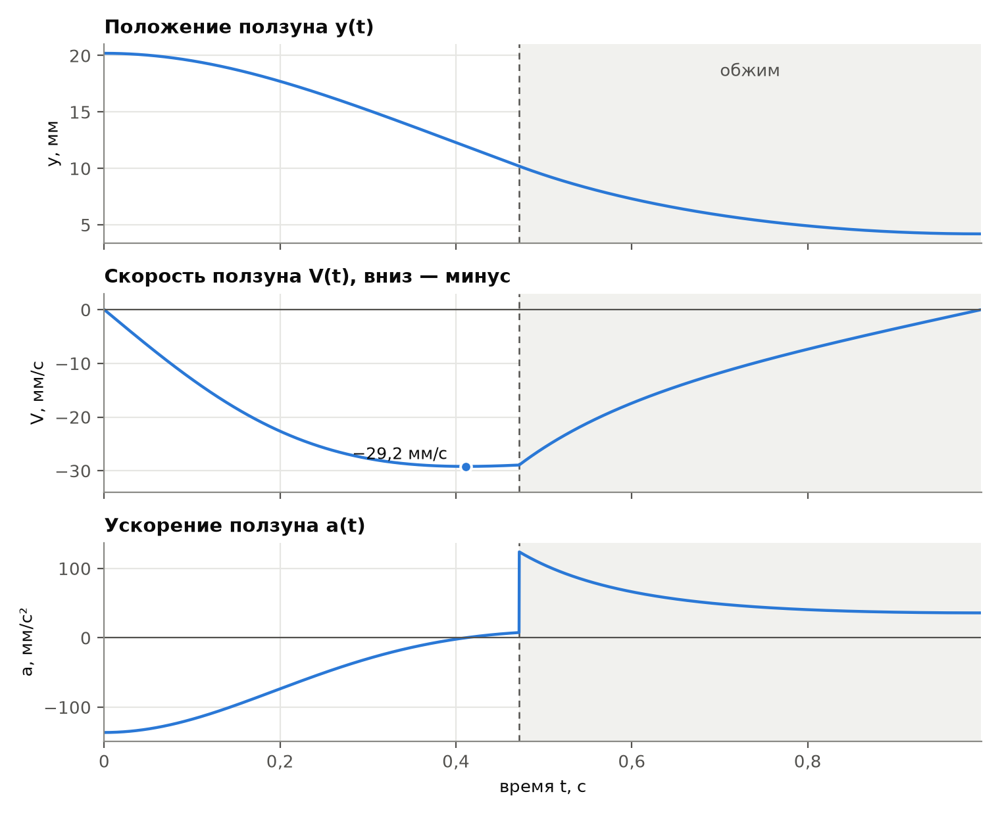 Положение ползуна y(t)
20
15
10
5
y, мм
обжим
Скорость ползуна V(t), вниз — минус
0
−10
−20
−30
V, мм/с
−29,2 мм/с
Ускорение ползуна a(t)
100
0
−100
a, мм/с²
0
0,2
0,4
0,6
0,8
время t, с